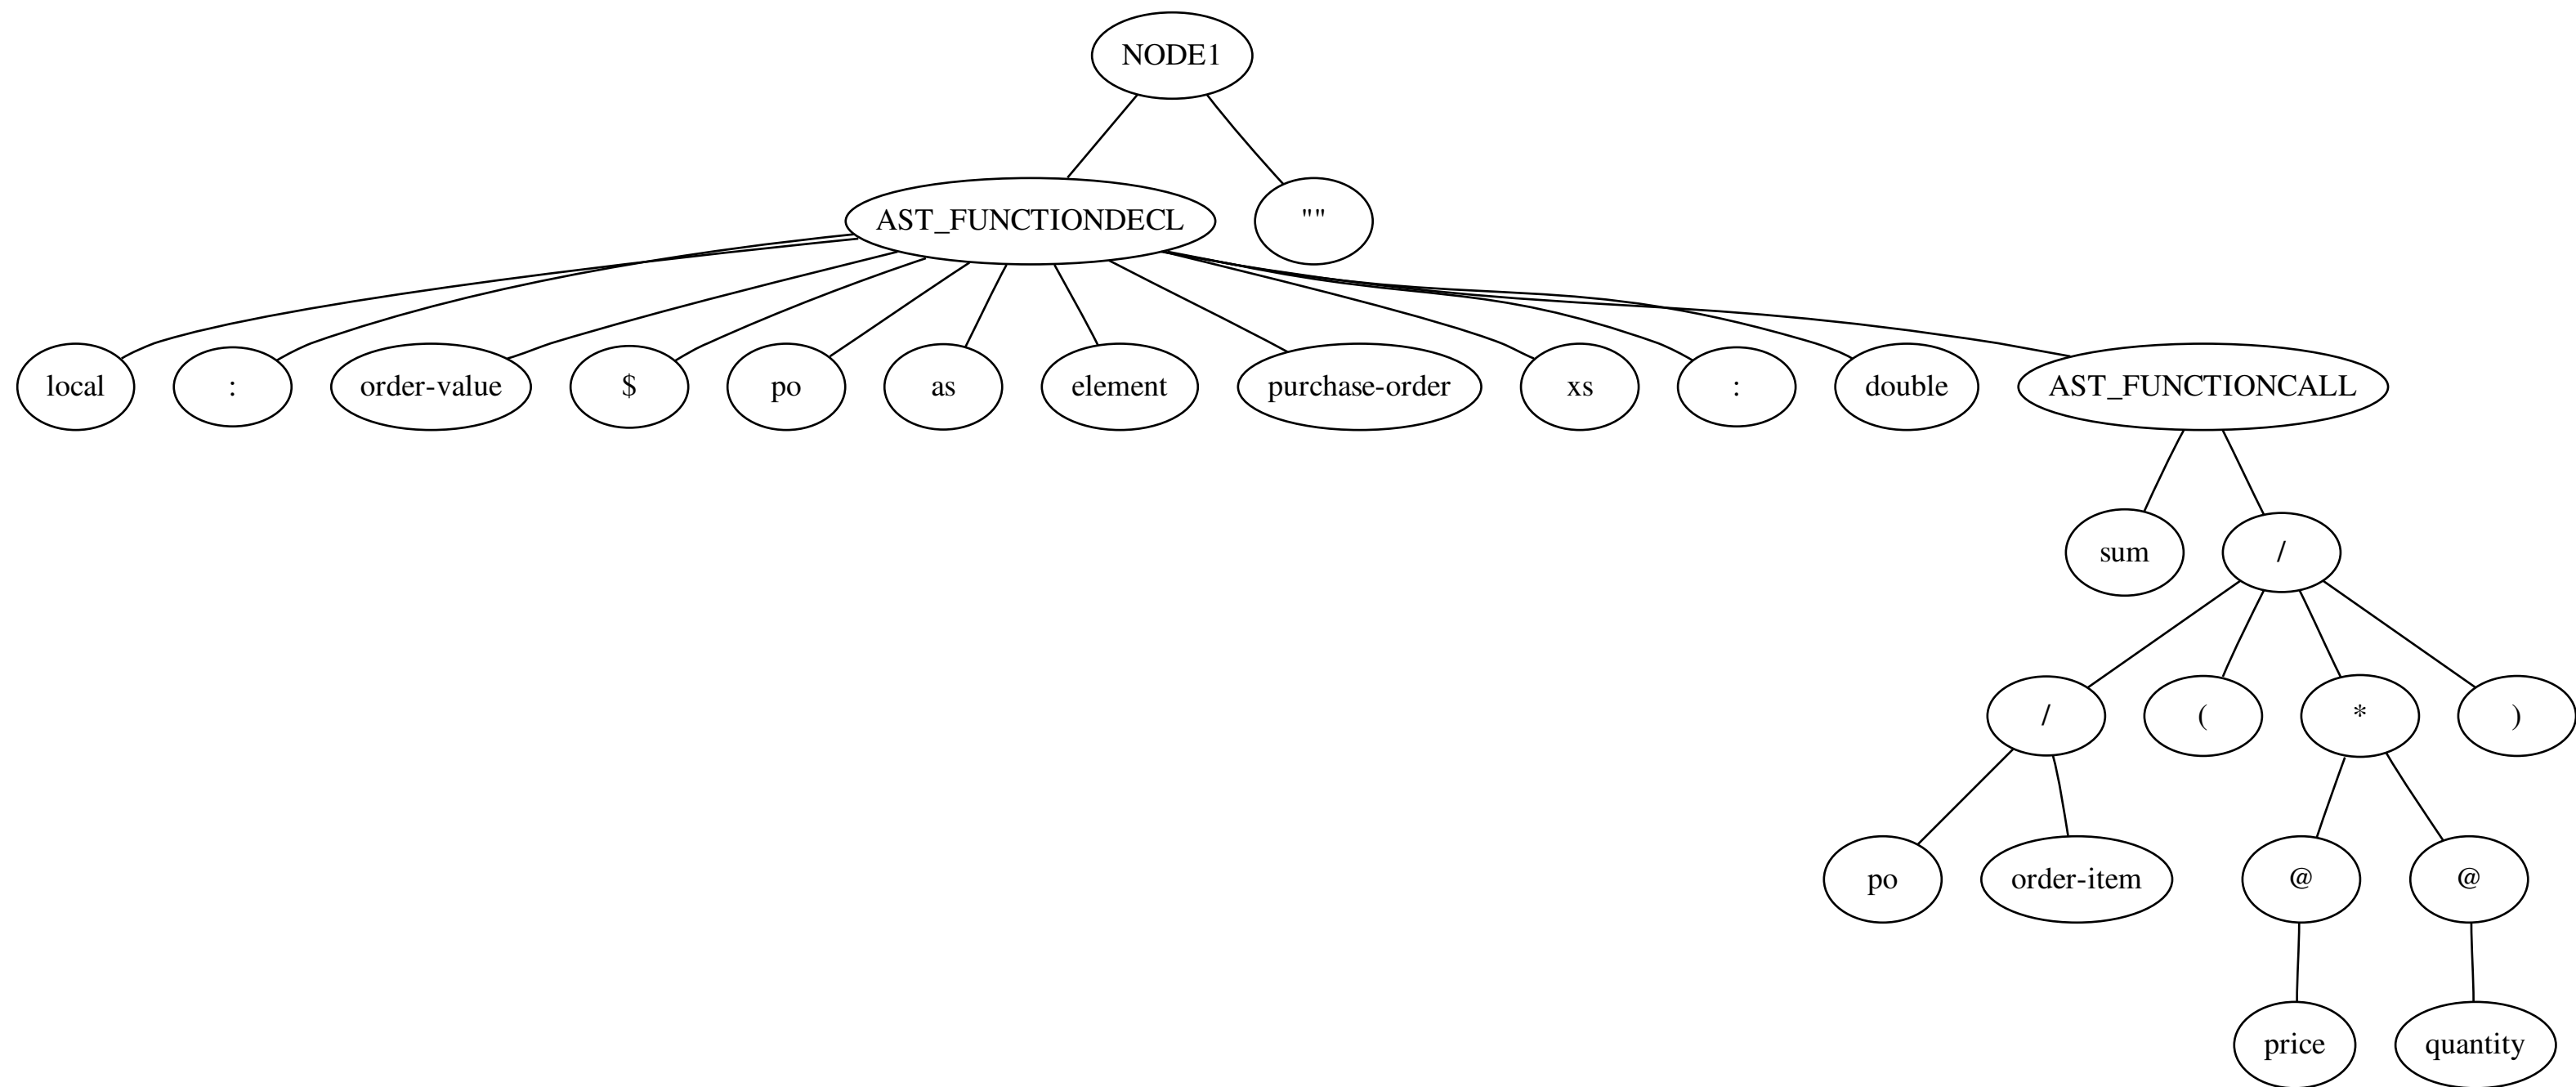 NODE1
AST_FUNCTIONDECL ""
local : order-value $ po as element purchase-order xs : double AST_FUNCTIONCALL
sum /
/ ( * )
po order-item @ @
price quantity